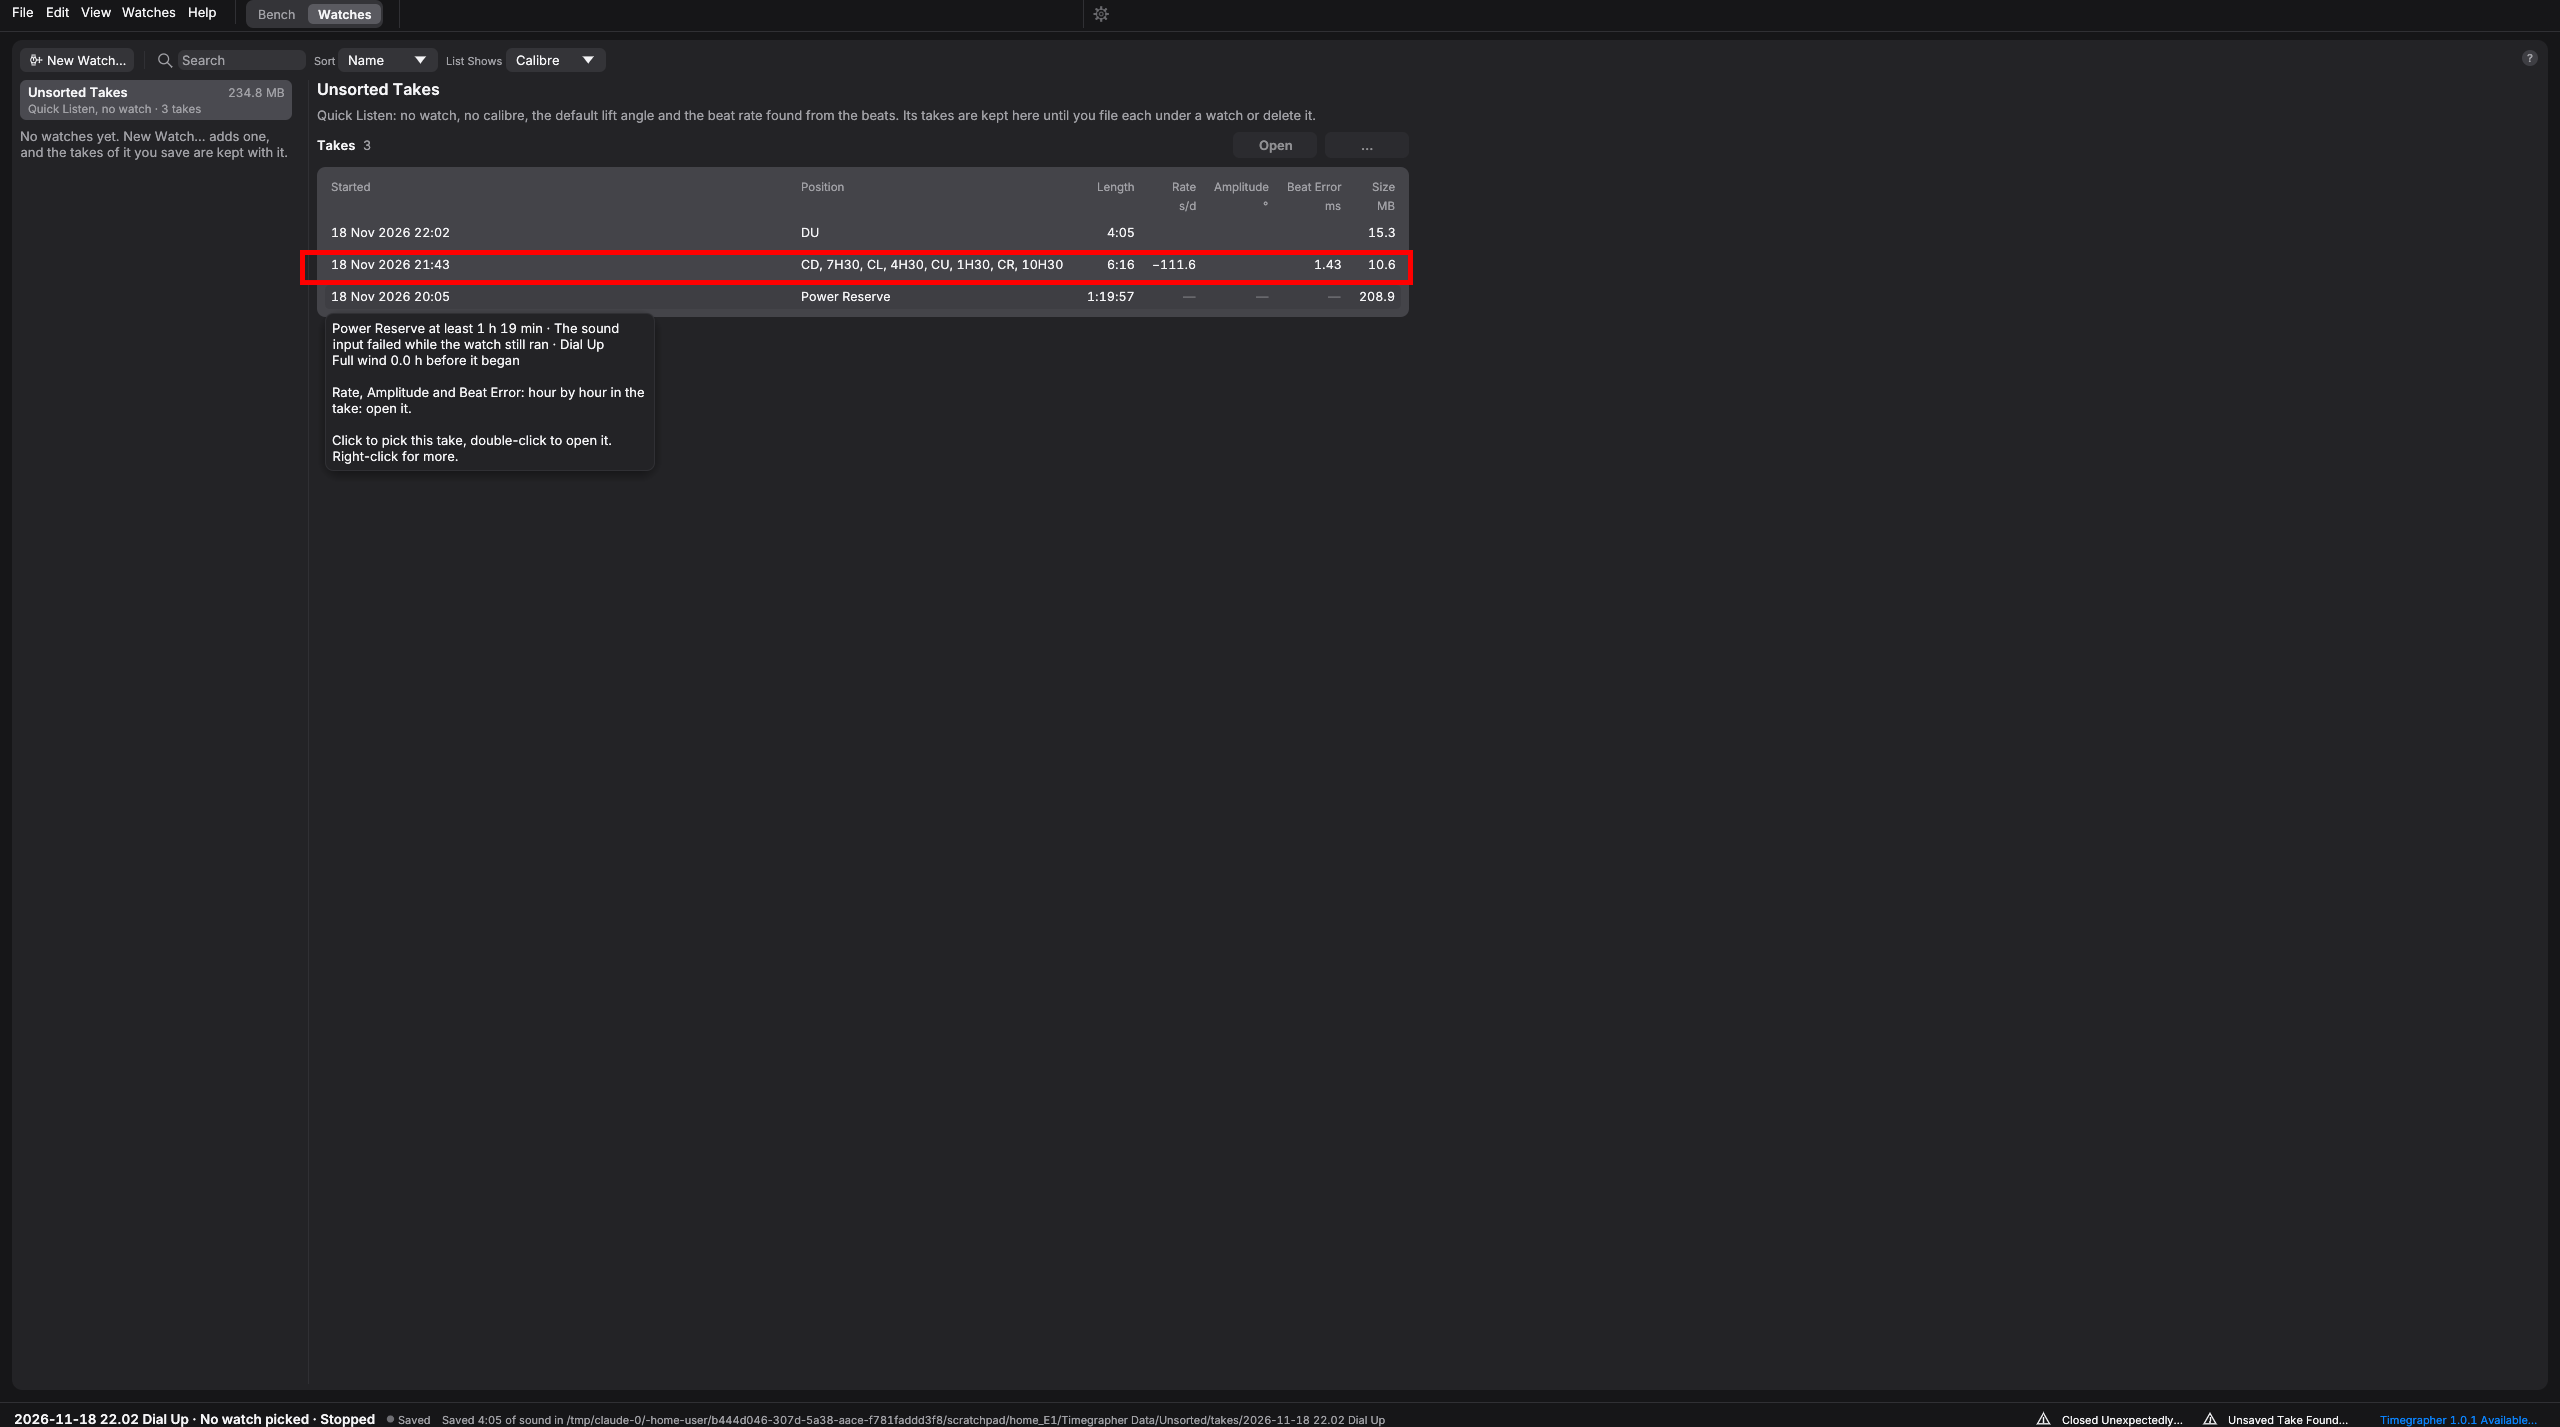 File Edit View Watches Help Bench Watches
New Watch... Search Sort Name List Shows Calibre ?
Unsorted Takes 234.8 MB
Quick Listen, no watch · 3 takes
No watches yet. New Watch... adds one,
and the takes of it you save are kept with it.
Unsorted Takes
Quick Listen: no watch, no calibre, the default lift angle and the beat rate found from the beats. Its takes are kept here until you file each under a watch or delete it.
Takes 3 Open ...
Started Position Length Rate Amplitude Beat Error Size
s/d ° ms MB
18 Nov 2026 22:02 DU 4:05 15.3
18 Nov 2026 21:43 CD, 7H30, CL, 4H30, CU, 1H30, CR, 10H30 6:16 −111.6 1.43 10.6
18 Nov 2026 20:05 Power Reserve 1:19:57 — — — 208.9
Power Reserve at least 1 h 19 min · The sound
input failed while the watch still ran · Dial Up
Full wind 0.0 h before it began
Rate, Amplitude and Beat Error: hour by hour in the
take: open it.
Click to pick this take, double-click to open it.
Right-click for more.
2026-11-18 22.02 Dial Up · No watch picked · Stopped Saved Saved 4:05 of sound in /tmp/claude-0/-home-user/b444d046-307d-5a38-aace-f781faddd3f8/scratchpad/home_E1/Timegrapher Data/Unsorted/takes/2026-11-18 22.02 Dial Up Closed Unexpectedly... Unsaved Take Found... Timegrapher 1.0.1 Available...